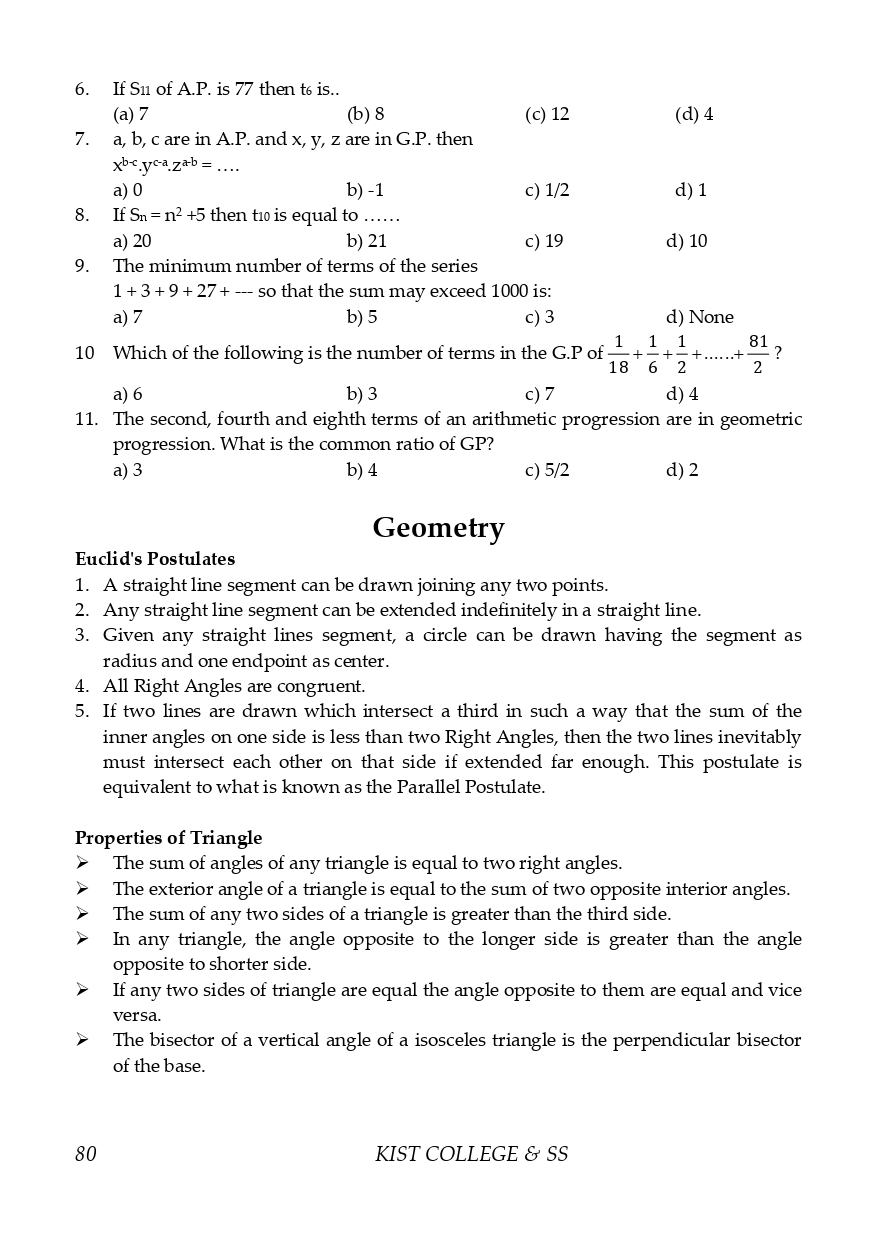 6. If S11 of A.P. is 77 then t6 is..
(a) 7 (b) 8 (c) 12 (d) 4
7. a, b, c are in A.P. and x, y, z are in G.P. then
x^b-c.y^c-a.z^a-b = ….
a) 0 b) -1 c) 1/2 d) 1
8. If Sn = n² +5 then t10 is equal to ……
a) 20 b) 21 c) 19 d) 10
9. The minimum number of terms of the series
1 + 3 + 9 + 27 + --- so that the sum may exceed 1000 is:
a) 7 b) 5 c) 3 d) None
10 Which of the following is the number of terms in the G.P of 1/18 + 1/6 + 1/2 +......+ 81/2 ?
a) 6 b) 3 c) 7 d) 4
11. The second, fourth and eighth terms of an arithmetic progression are in geometric
progression. What is the common ratio of GP?
a) 3 b) 4 c) 5/2 d) 2
Geometry
Euclid's Postulates
1. A straight line segment can be drawn joining any two points.
2. Any straight line segment can be extended indefinitely in a straight line.
3. Given any straight lines segment, a circle can be drawn having the segment as
radius and one endpoint as center.
4. All Right Angles are congruent.
5. If two lines are drawn which intersect a third in such a way that the sum of the
inner angles on one side is less than two Right Angles, then the two lines inevitably
must intersect each other on that side if extended far enough. This postulate is
equivalent to what is known as the Parallel Postulate.
Properties of Triangle
➢ The sum of angles of any triangle is equal to two right angles.
➢ The exterior angle of a triangle is equal to the sum of two opposite interior angles.
➢ The sum of any two sides of a triangle is greater than the third side.
➢ In any triangle, the angle opposite to the longer side is greater than the angle
opposite to shorter side.
➢ If any two sides of triangle are equal the angle opposite to them are equal and vice
versa.
➢ The bisector of a vertical angle of a isosceles triangle is the perpendicular bisector
of the base.
80 KIST COLLEGE & SS